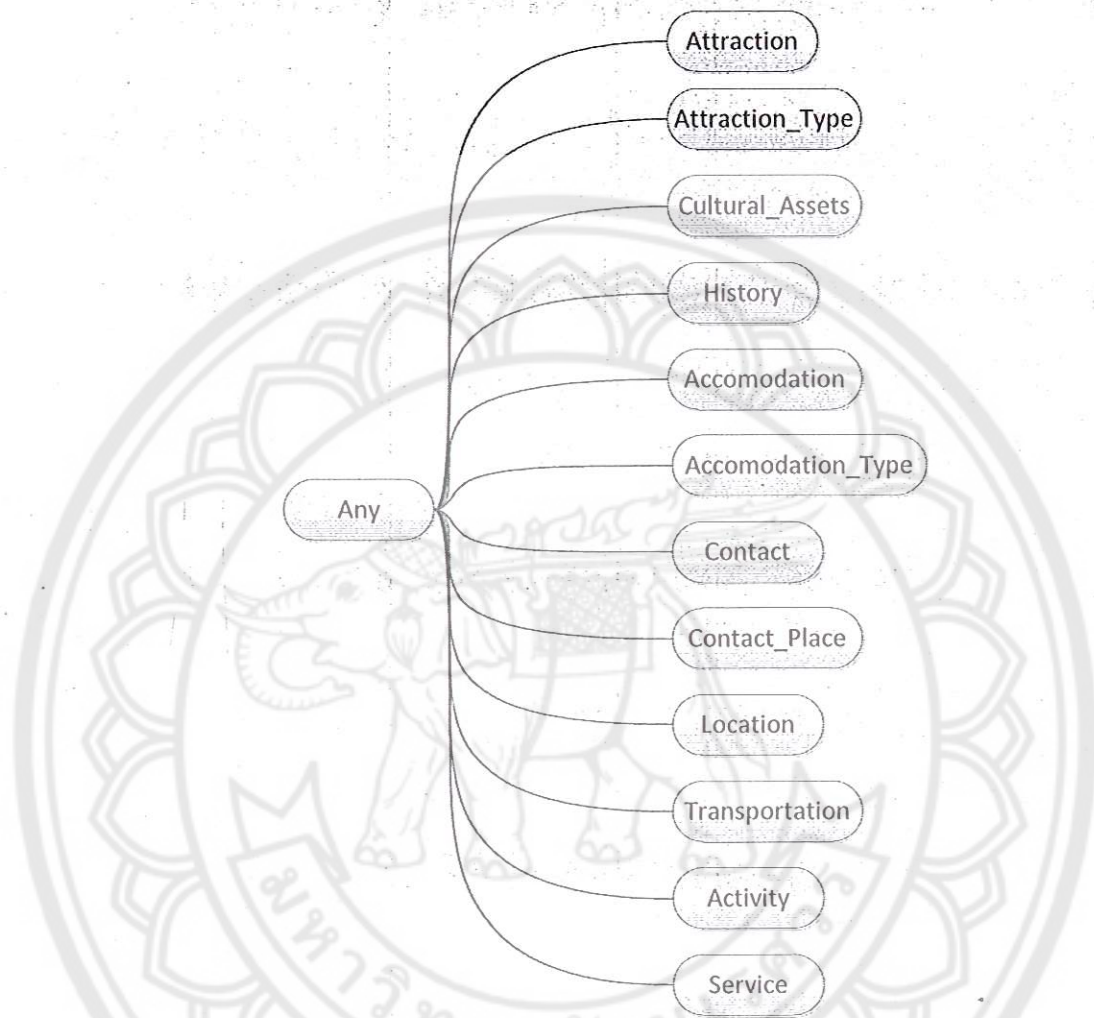 Attraction
Attraction_Type
Cultural_Assets
History
Accomodation
Accomodation_Type
Any
Contact
Contact_Place
Location
Transportation
Activity
Service